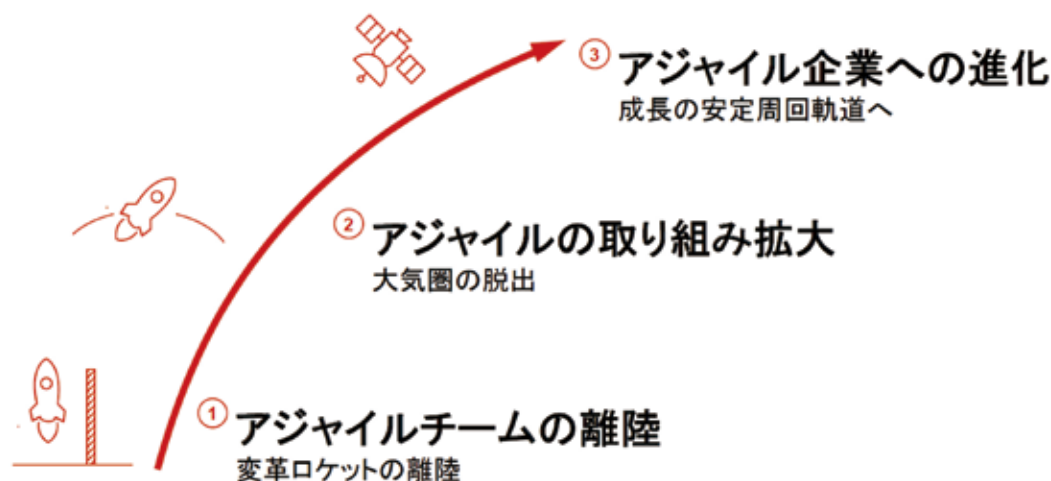 ③ アジャイル企業への進化
成長の安定周回軌道へ
② アジャイルの取り組み拡大
大気圏の脱出
① アジャイルチームの離陸
変革ロケットの離陸